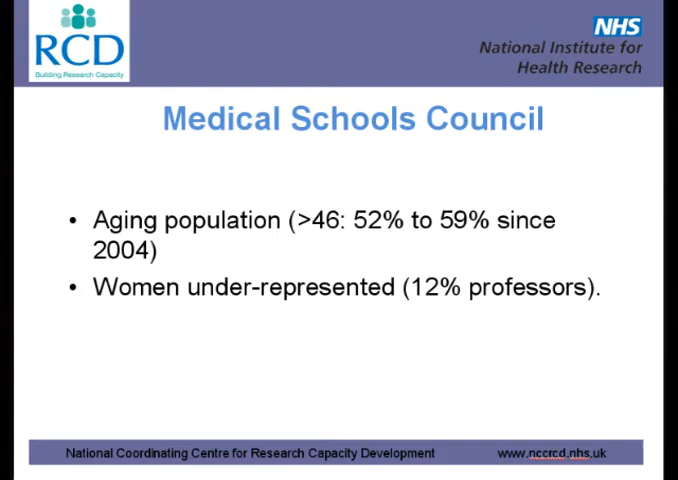 RCD
Building Research Capacity
NHS
National Institute for
Health Research
Medical Schools Council
• Aging population (>46: 52% to 59% since
2004)
• Women under-represented (12% professors).
National Coordinating Centre for Research Capacity Development
www.nccrcd.nhs.uk